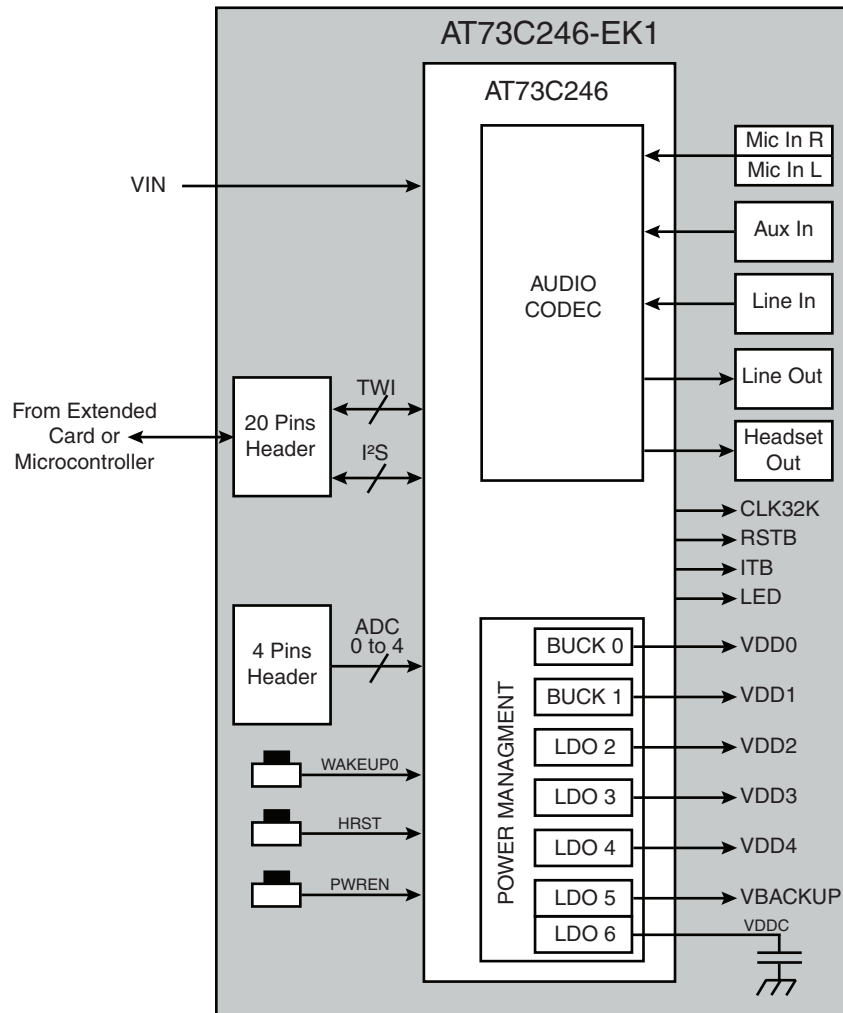 AT73C246-EK1
AT73C246
VIN
AUDIO
CODEC
Mic In R
Mic In L
Aux In
Line In
Line Out
Headset
Out
From Extended
Card or
Microcontroller
20 Pins
Header
TWI
I²S
CLK32K
RSTB
ITB
LED
4 Pins
Header
ADC
0 to 4
WAKEUP0
HRST
PWREN
POWER MANAGMENT
BUCK 0
VDD0
BUCK 1
VDD1
LDO 2
VDD2
LDO 3
VDD3
LDO 4
VDD4
LDO 5
VBACKUP
LDO 6
VDDC